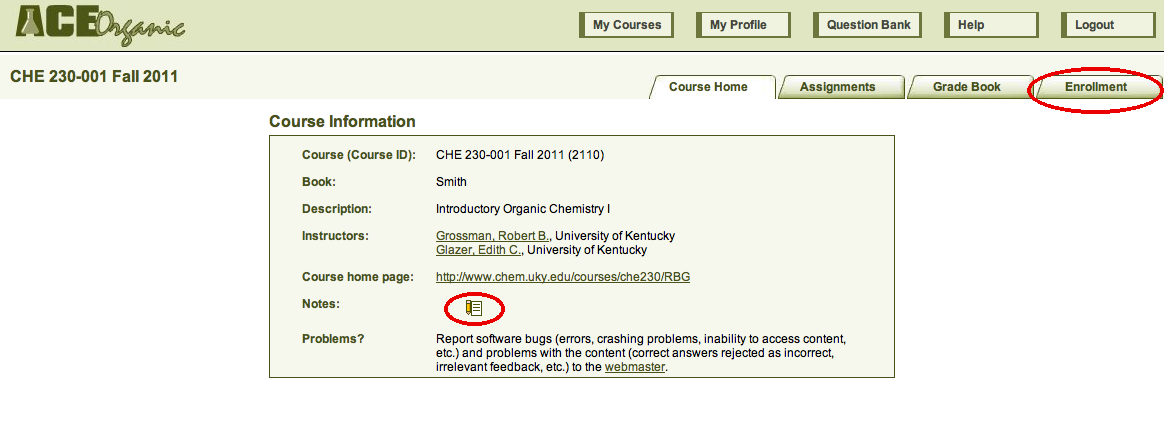 ACE Organic
My Courses
My Profile
Question Bank
Help
Logout
CHE 230-001 Fall 2011
Course Home
Assignments
Grade Book
Enrollment
Course Information
Course (Course ID): CHE 230-001 Fall 2011 (2110)
Book: Smith
Description: Introductory Organic Chemistry I
Instructors: Grossman, Robert B., University of Kentucky
Glazer, Edith C., University of Kentucky
Course home page: http://www.chem.uky.edu/courses/che230/RBG
Notes:
Problems? Report software bugs (errors, crashing problems, inability to access content,
etc.) and problems with the content (correct answers rejected as incorrect,
irrelevant feedback, etc.) to the webmaster.